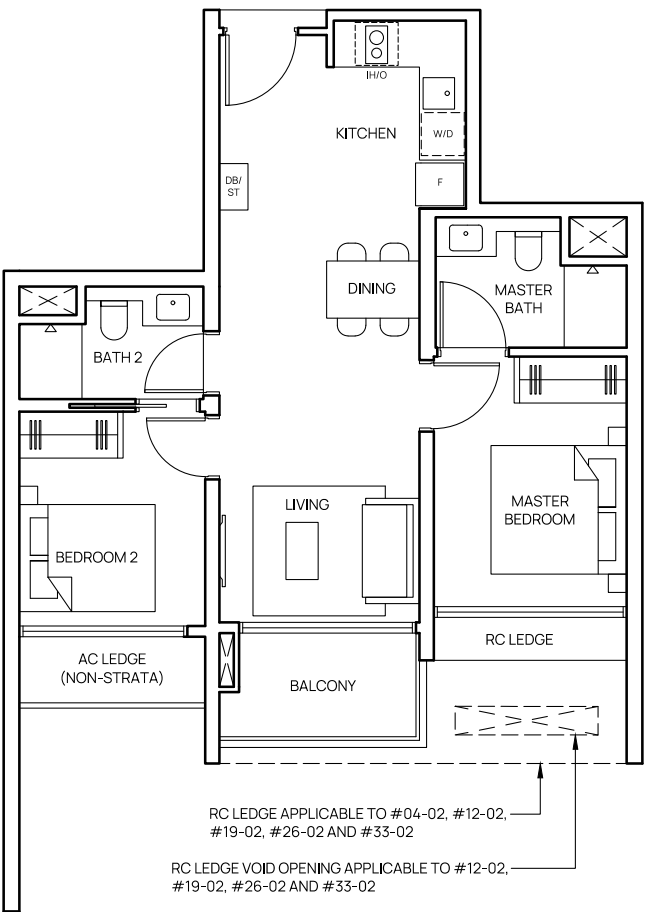 IH/O
KITCHEN
W/D
DB/
ST
F
DINING
MASTER
BATH
BATH 2
LIVING
MASTER
BEDROOM
BEDROOM 2
RC LEDGE
AC LEDGE
(NON-STRATA)
BALCONY
RC LEDGE APPLICABLE TO #04-02, #12-02,
#19-02, #26-02 AND #33-02
RC LEDGE VOID OPENING APPLICABLE TO #12-02,
#19-02, #26-02 AND #33-02